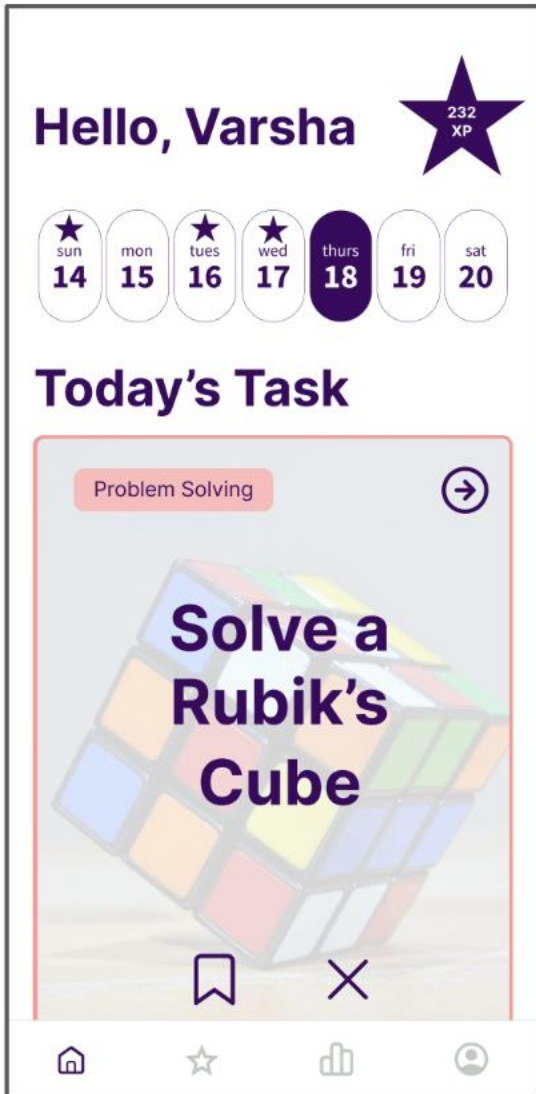 Hello, Varsha
232
XP
sun mon tues wed thurs fri sat
14 15 16 17 18 19 20
Today’s Task
Problem Solving
Solve a
Rubik’s
Cube